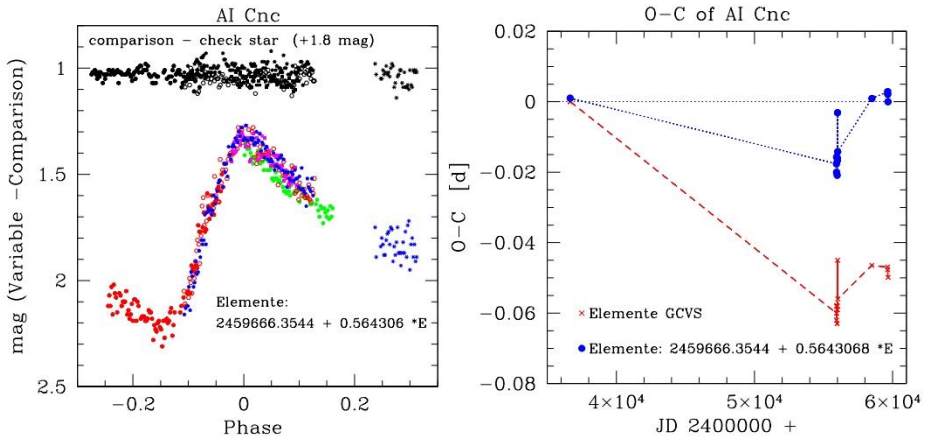 AI Cnc
comparison − check star (+1.8 mag)
mag (Variable −Comparison)
1
1.5
2
2.5
Elemente:
2459666.3544 + 0.564306 *E
−0.2
0
0.2
Phase
O−C of AI Cnc
O−C [d]
0.02
0
−0.02
−0.04
−0.06
−0.08
Elemente GCVS
Elemente: 2459666.3544 + 0.5643068 *E
4×10⁴
5×10⁴
6×10⁴
JD 2400000 +